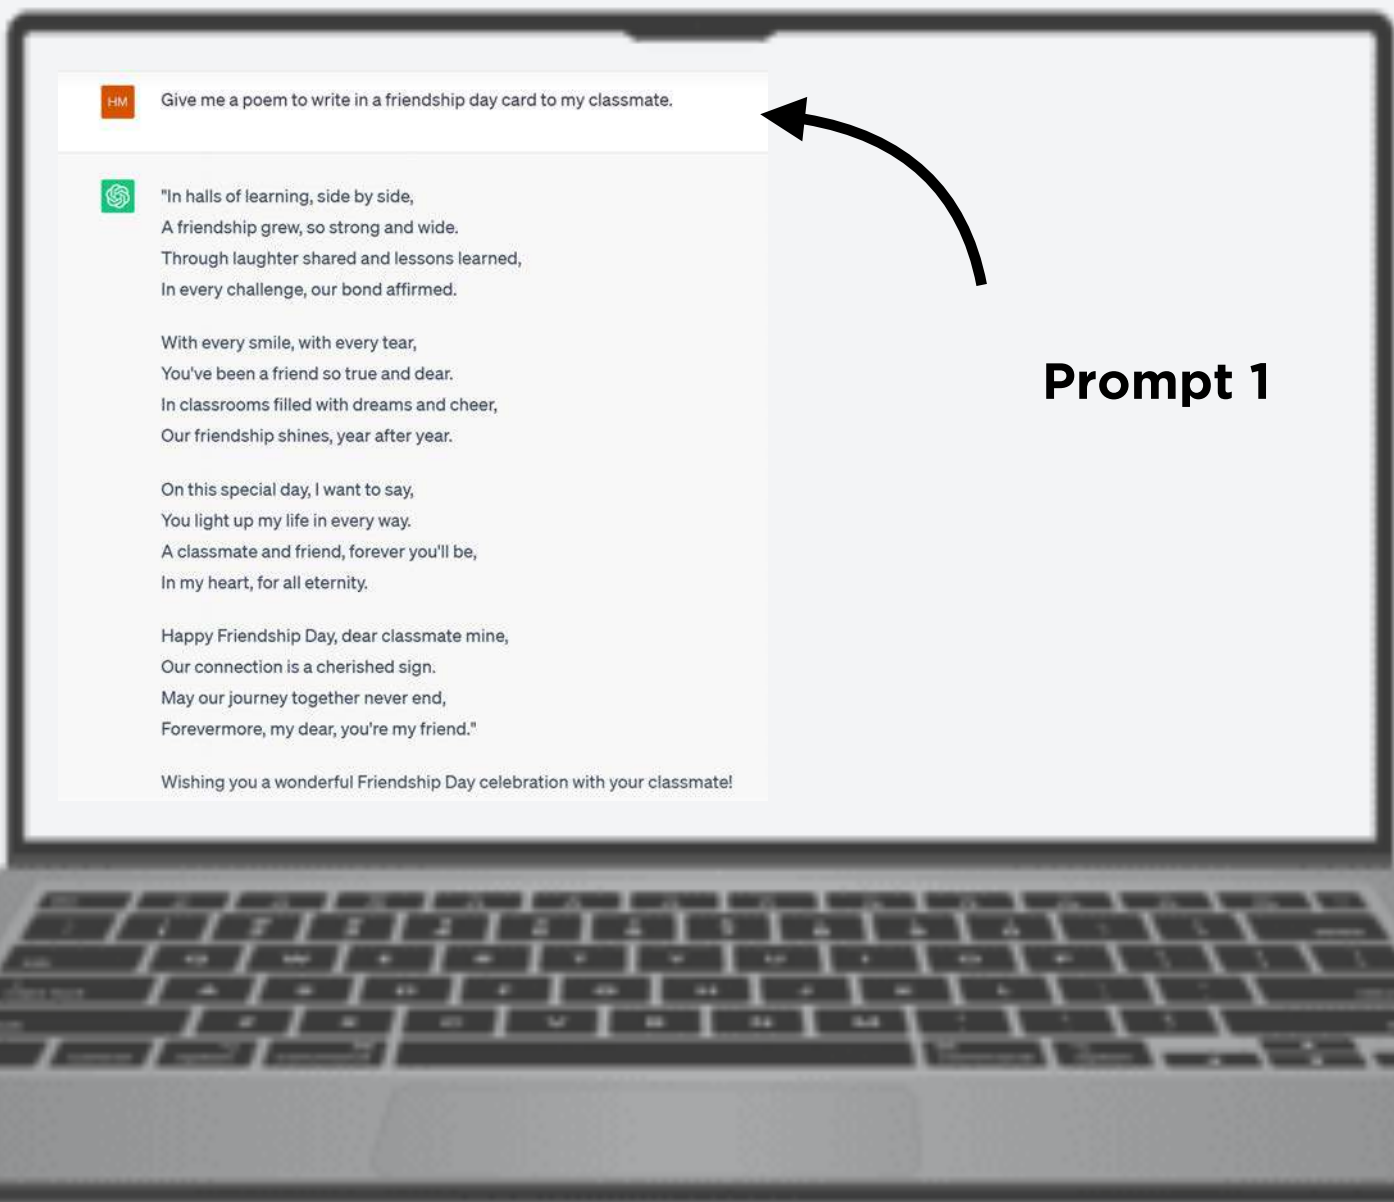 HM
Give me a poem to write in a friendship day card to my classmate.
"In halls of learning, side by side,
A friendship grew, so strong and wide.
Through laughter shared and lessons learned,
In every challenge, our bond affirmed.
With every smile, with every tear,
You've been a friend so true and dear.
In classrooms filled with dreams and cheer,
Our friendship shines, year after year.
On this special day, I want to say,
You light up my life in every way.
A classmate and friend, forever you'll be,
In my heart, for all eternity.
Happy Friendship Day, dear classmate mine,
Our connection is a cherished sign.
May our journey together never end,
Forevermore, my dear, you're my friend."
Wishing you a wonderful Friendship Day celebration with your classmate!
Prompt 1